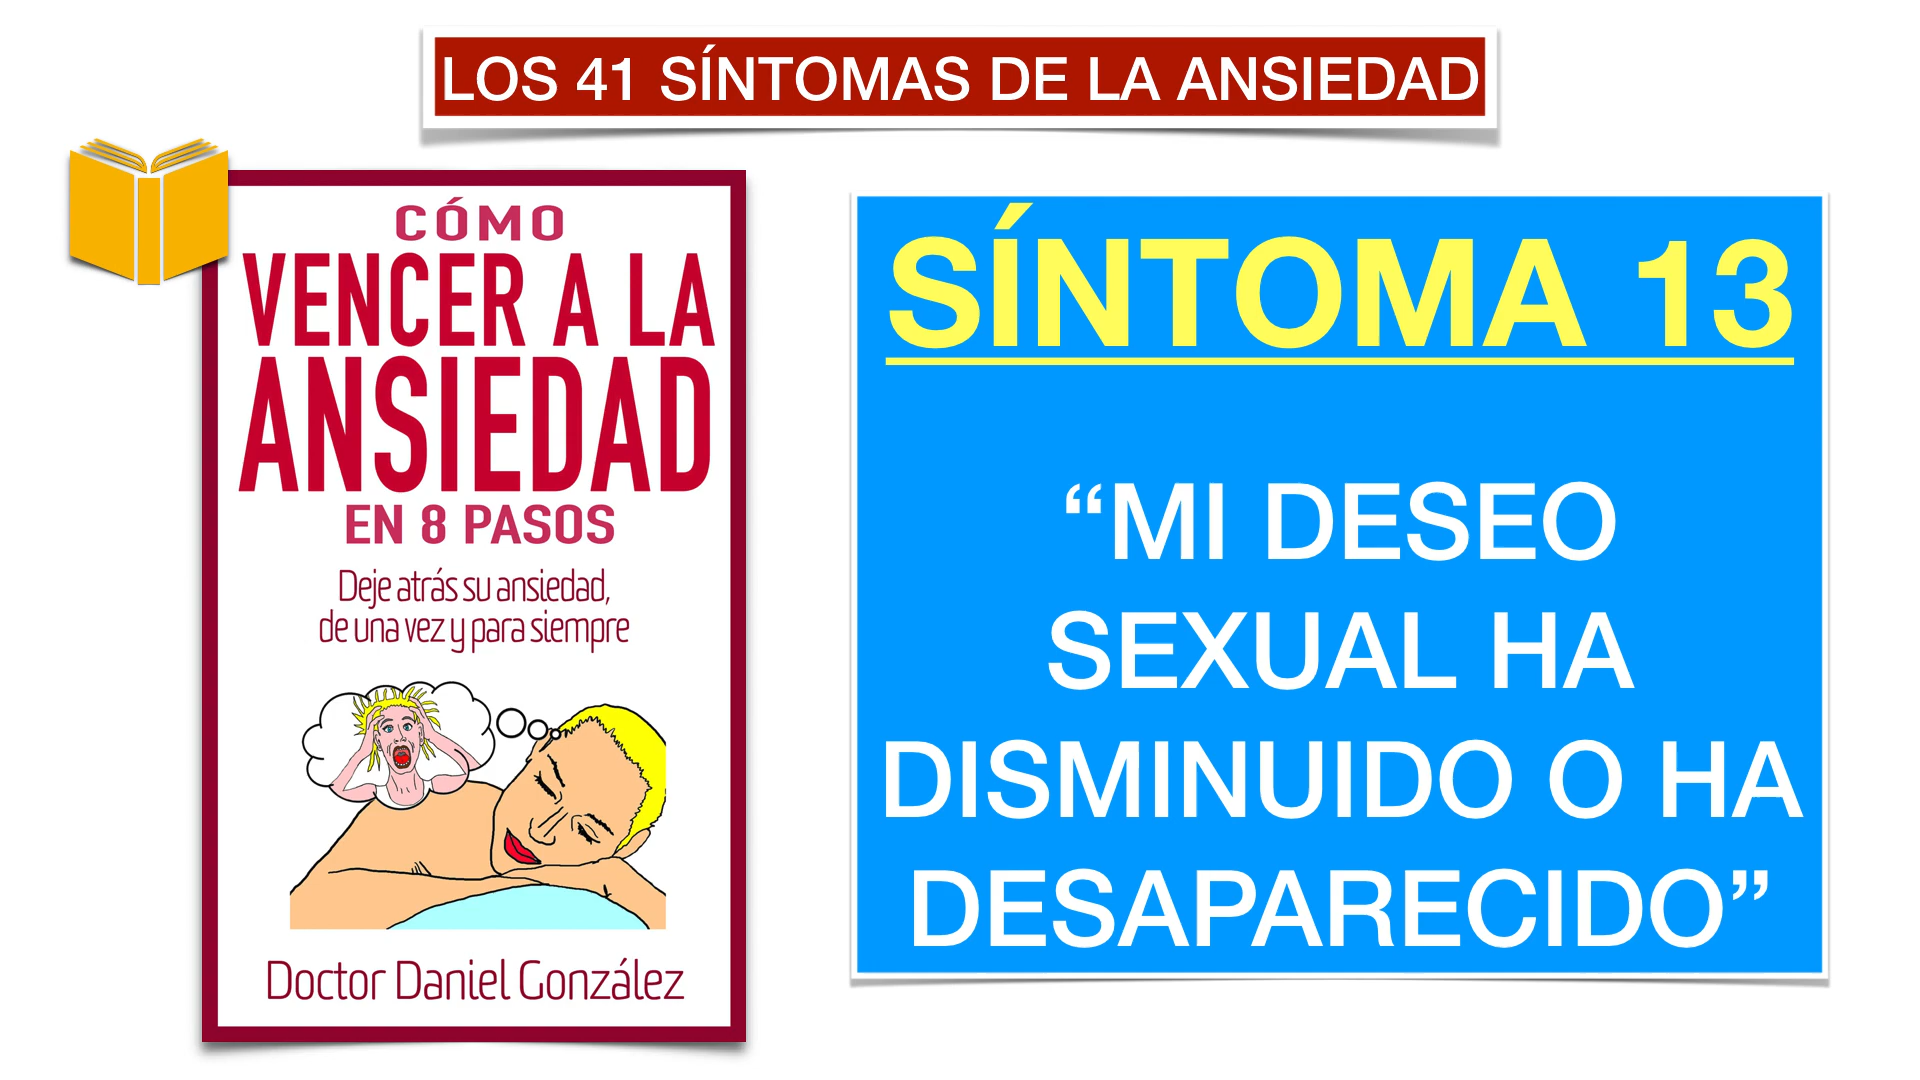 LOS 41 SÍNTOMAS DE LA ANSIEDAD
CÓMO
VENCER A LA
ANSIEDAD
EN 8 PASOS
Deje atrás su ansiedad,
de una vez y para siempre
Doctor Daniel González
SÍNTOMA 13
“MI DESEO
SEXUAL HA
DISMINUIDO O HA
DESAPARECIDO”